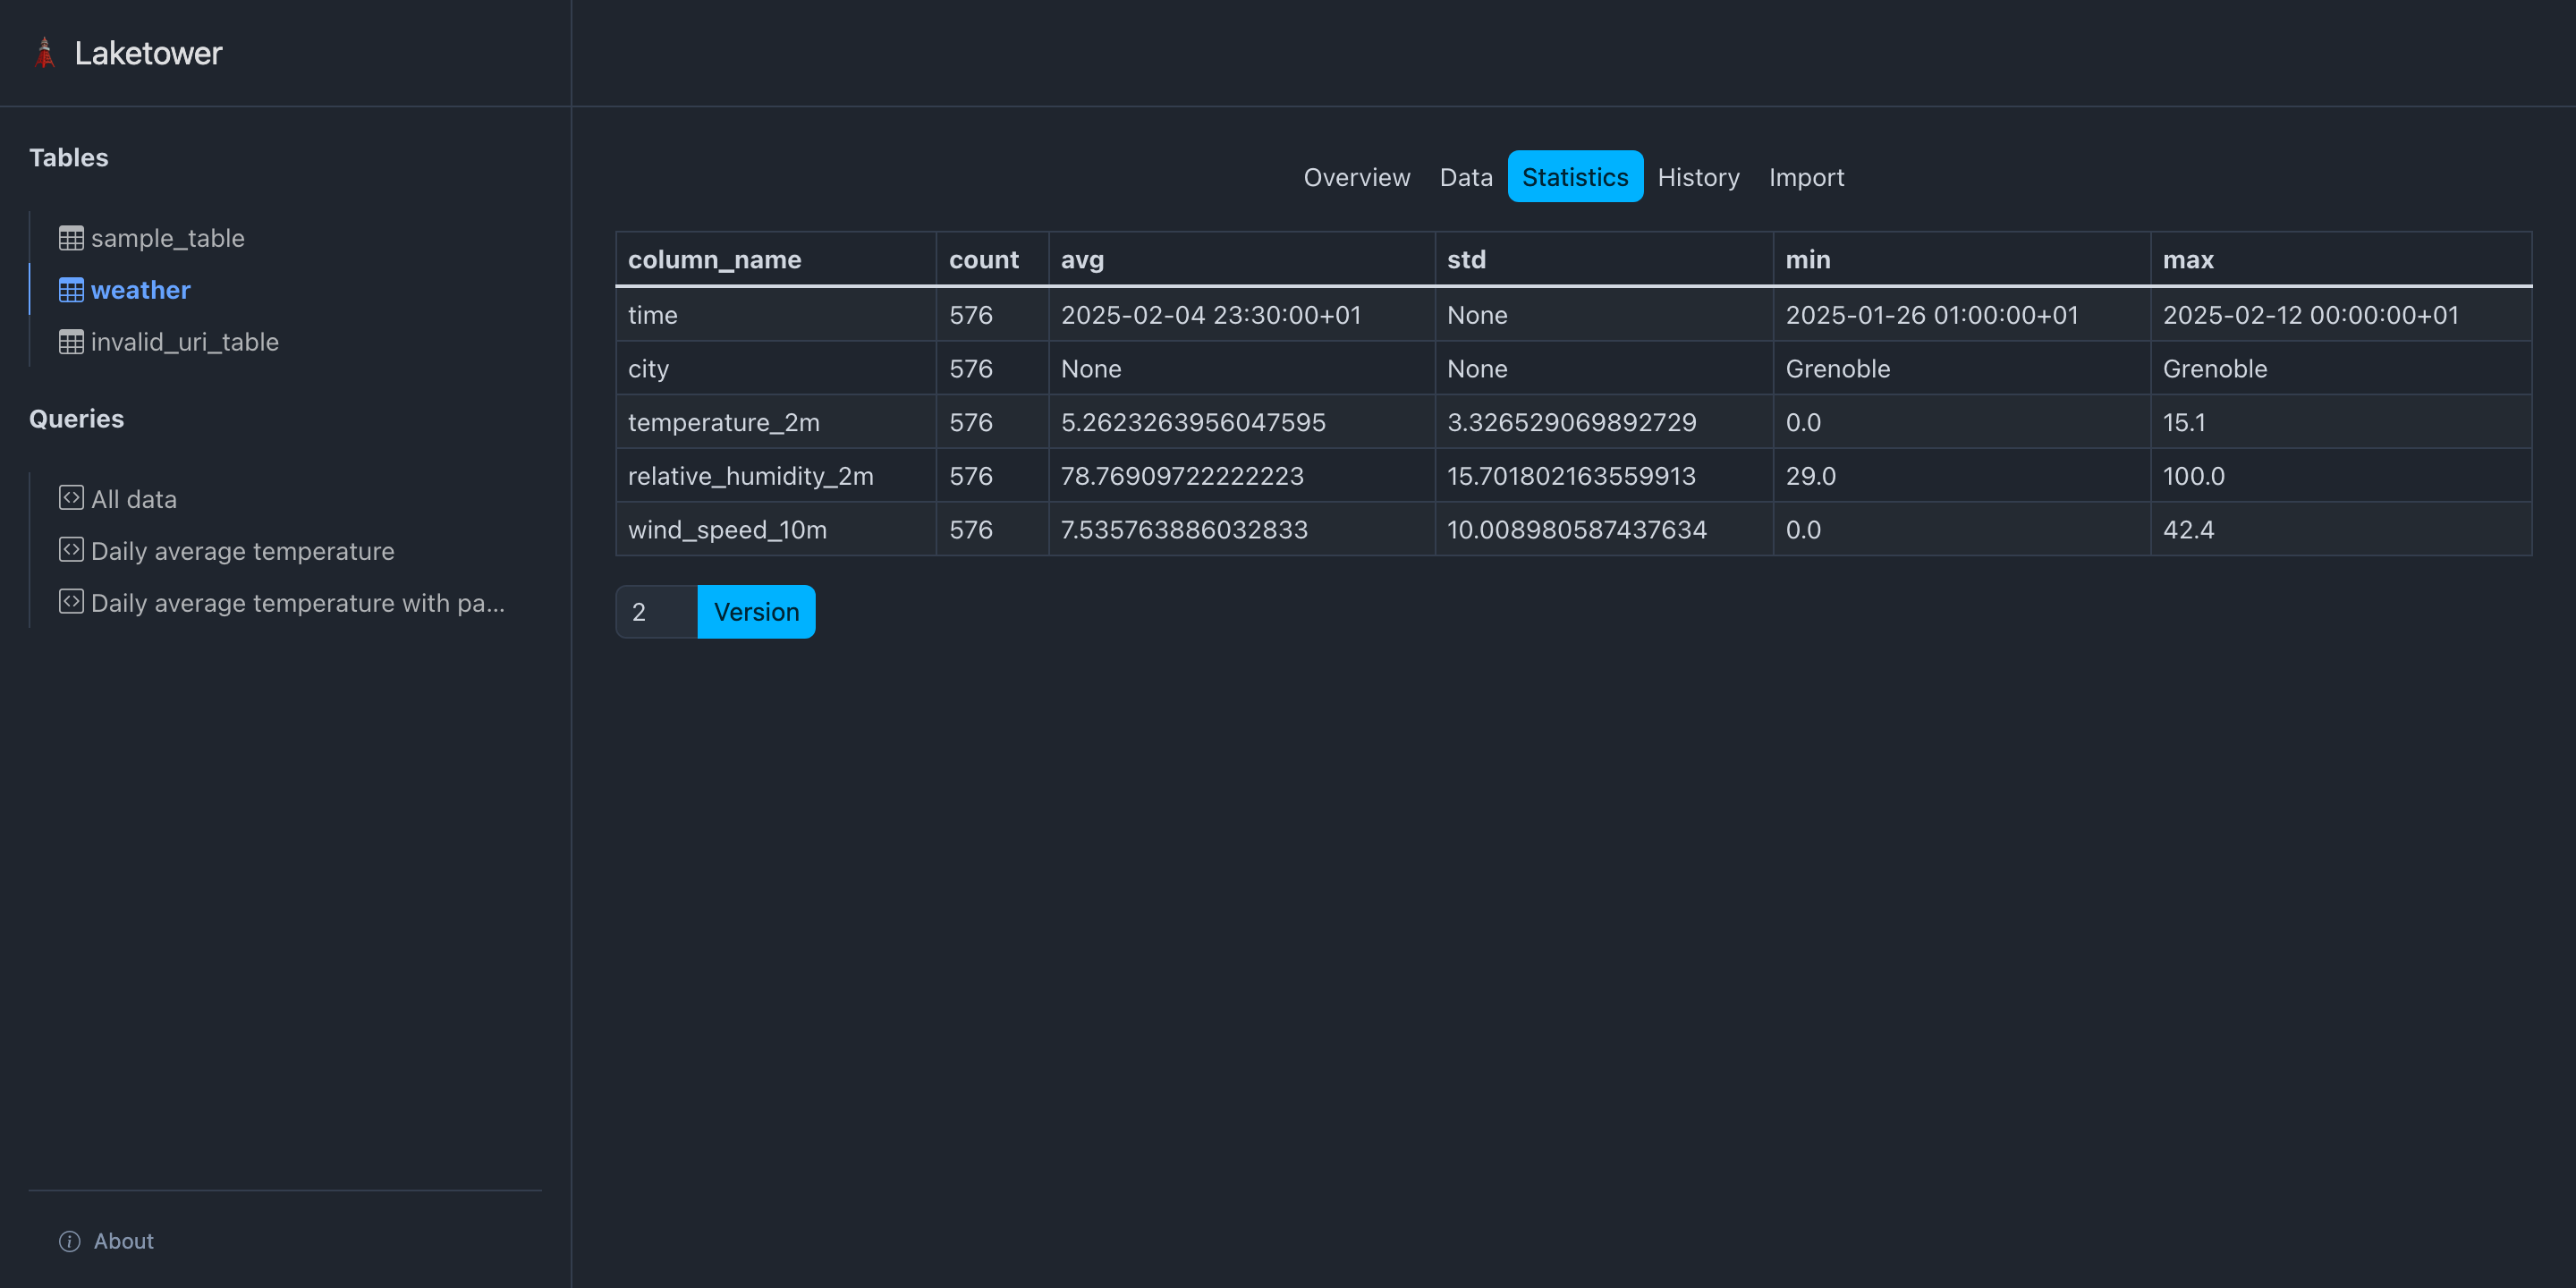 Laketower
Tables
sample_table
weather
invalid_uri_table
Queries
All data
Daily average temperature
Daily average temperature with pa...
About
Overview Data Statistics History Import
column_name count avg std min max
time 576 2025-02-04 23:30:00+01 None 2025-01-26 01:00:00+01 2025-02-12 00:00:00+01
city 576 None None Grenoble Grenoble
temperature_2m 576 5.2623263956047595 3.326529069892729 0.0 15.1
relative_humidity_2m 576 78.76909722222223 15.701802163559913 29.0 100.0
wind_speed_10m 576 7.535763886032833 10.008980587437634 0.0 42.4
2 Version